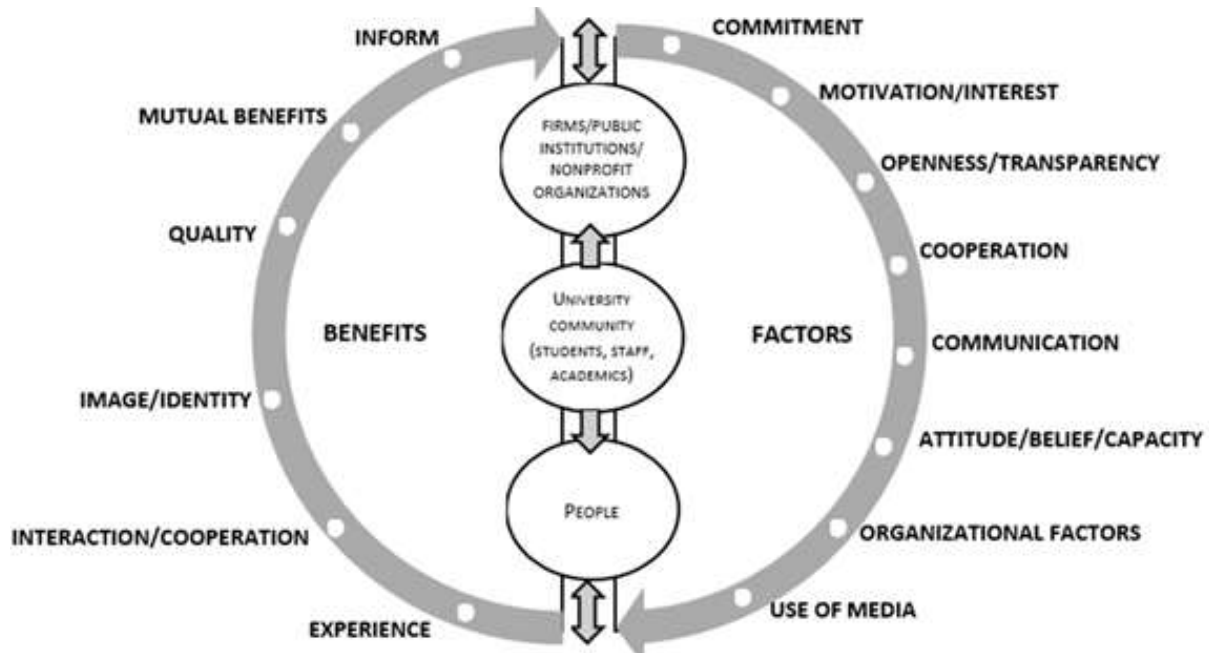 INFORM
MUTUAL BENEFITS
QUALITY
BENEFITS
IMAGE/IDENTITY
INTERACTION/COOPERATION
EXPERIENCE
FIRMS/PUBLIC
INSTITUTIONS/
NONPROFIT
ORGANIZATIONS
UNIVERSITY
COMMUNITY
(STUDENTS, STAFF,
ACADEMICS)
PEOPLE
COMMITMENT
MOTIVATION/INTEREST
OPENNESS/TRANSPARENCY
COOPERATION
FACTORS
COMMUNICATION
ATTITUDE/BELIEF/CAPACITY
ORGANIZATIONAL FACTORS
USE OF MEDIA